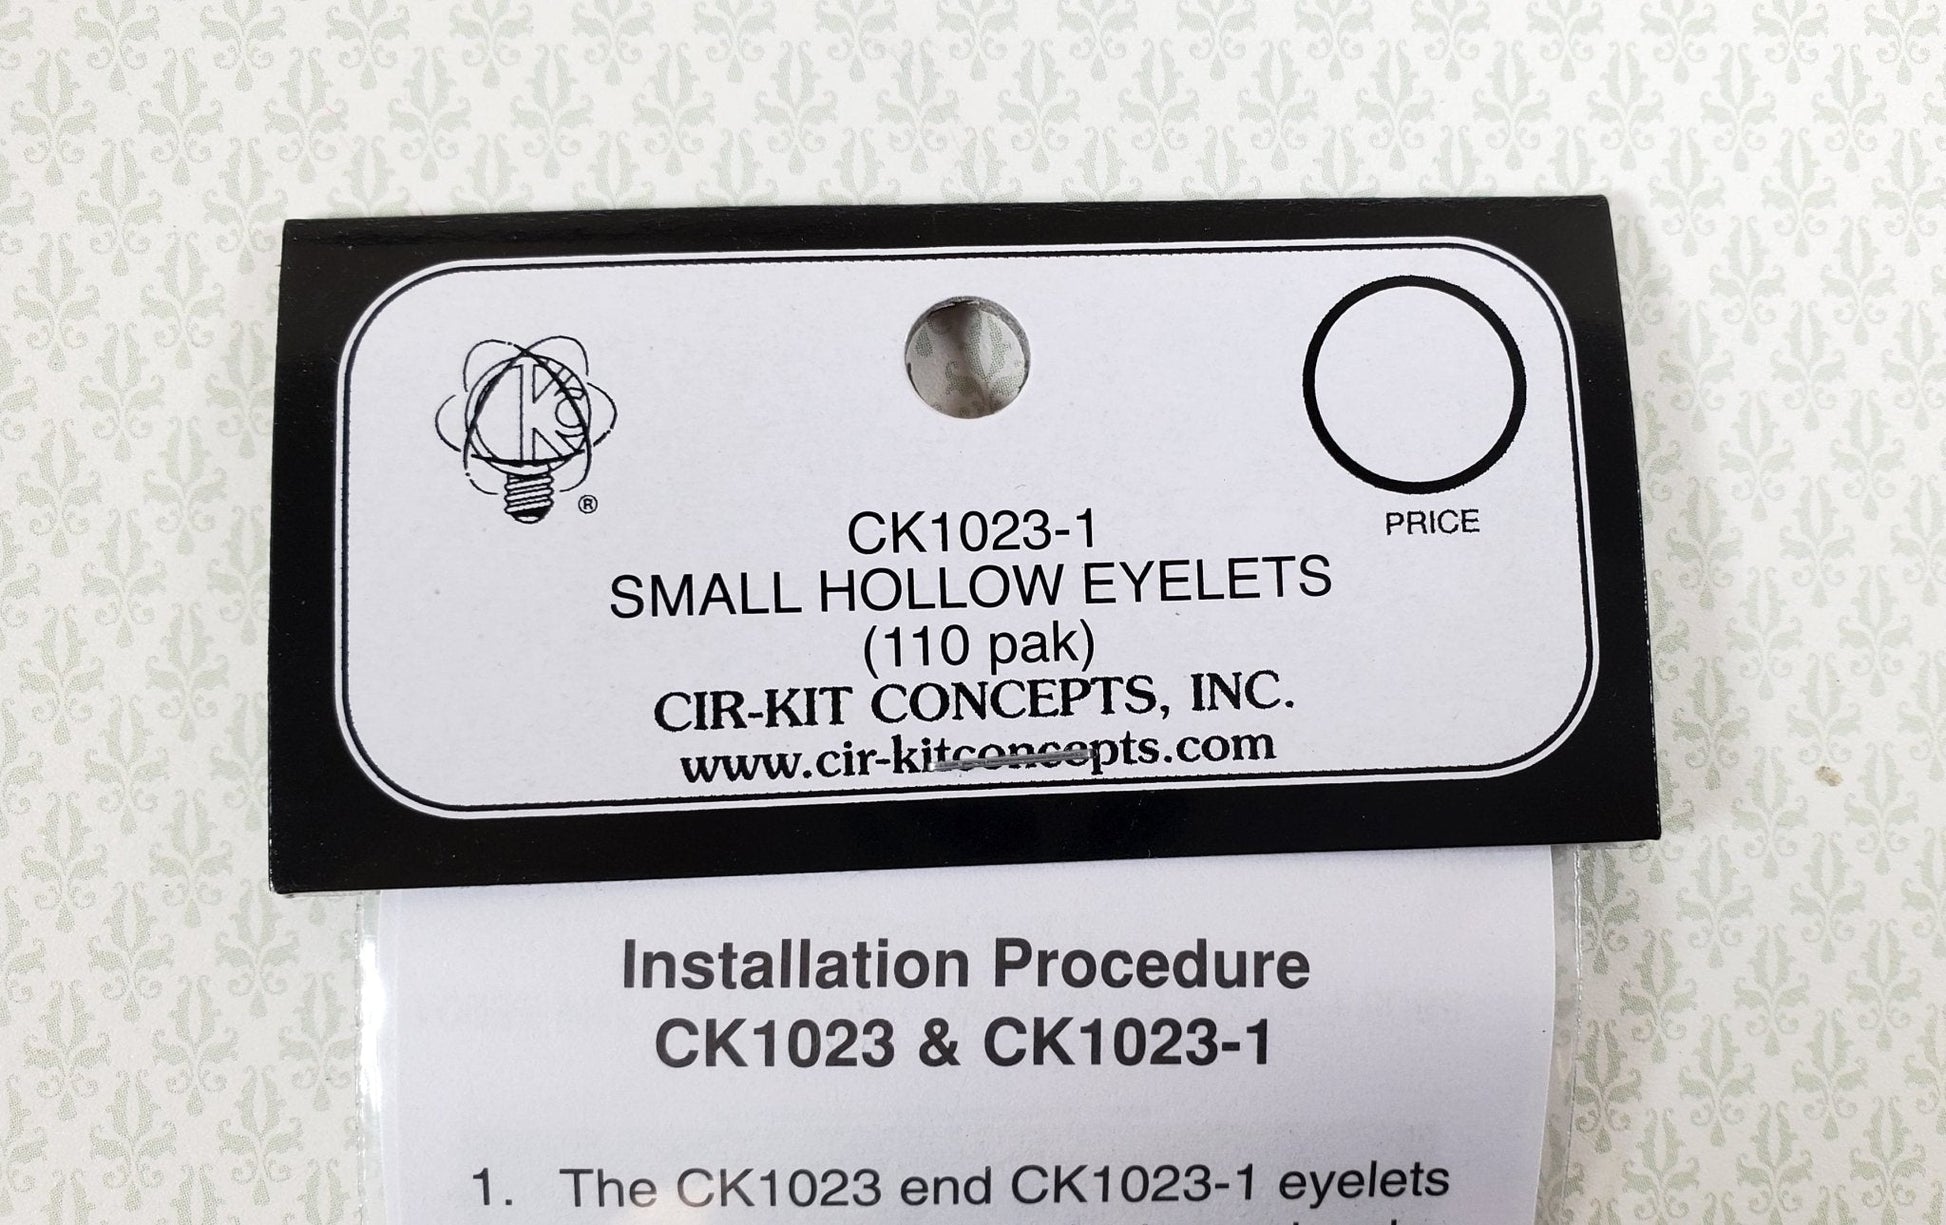 CKC
®
PRICE
CK1023-1
SMALL HOLLOW EYELETS
(110 pak)
CIR-KIT CONCEPTS, INC.
www.cir-kitconcepts.com
Installation Procedure
CK1023 & CK1023-1
1. The CK1023 end CK1023-1 eyelets